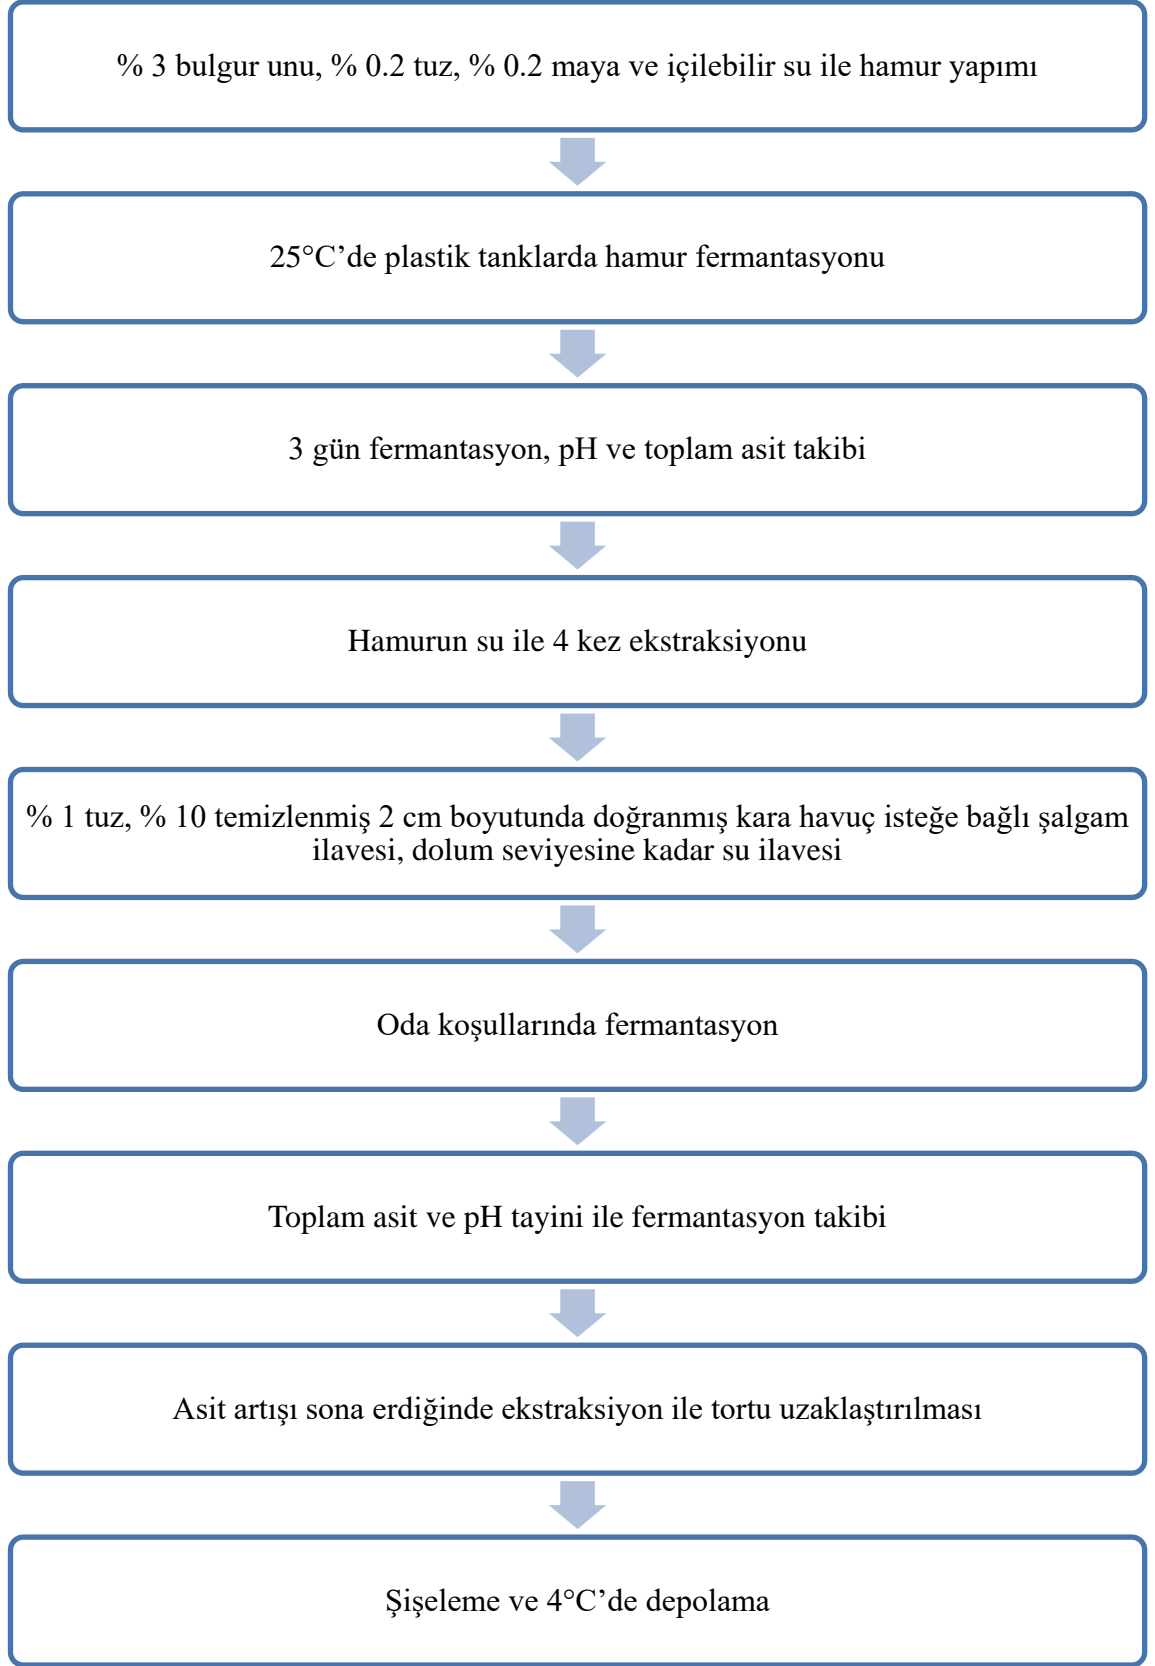 % 3 bulgur unu, % 0.2 tuz, % 0.2 maya ve içilebilir su ile hamur yapımı
25°C’de plastik tanklarda hamur fermantasyonu
3 gün fermantasyon, pH ve toplam asit takibi
Hamurun su ile 4 kez ekstraksiyonu
% 1 tuz, % 10 temizlenmiş 2 cm boyutunda doğranmış kara havuç isteğe bağlı şalgam
ilavesi, dolum seviyesine kadar su ilavesi
Oda koşullarında fermantasyon
Toplam asit ve pH tayini ile fermantasyon takibi
Asit artışı sona erdiğinde ekstraksiyon ile tortu uzaklaştırılması
Şişeleme ve 4°C’de depolama